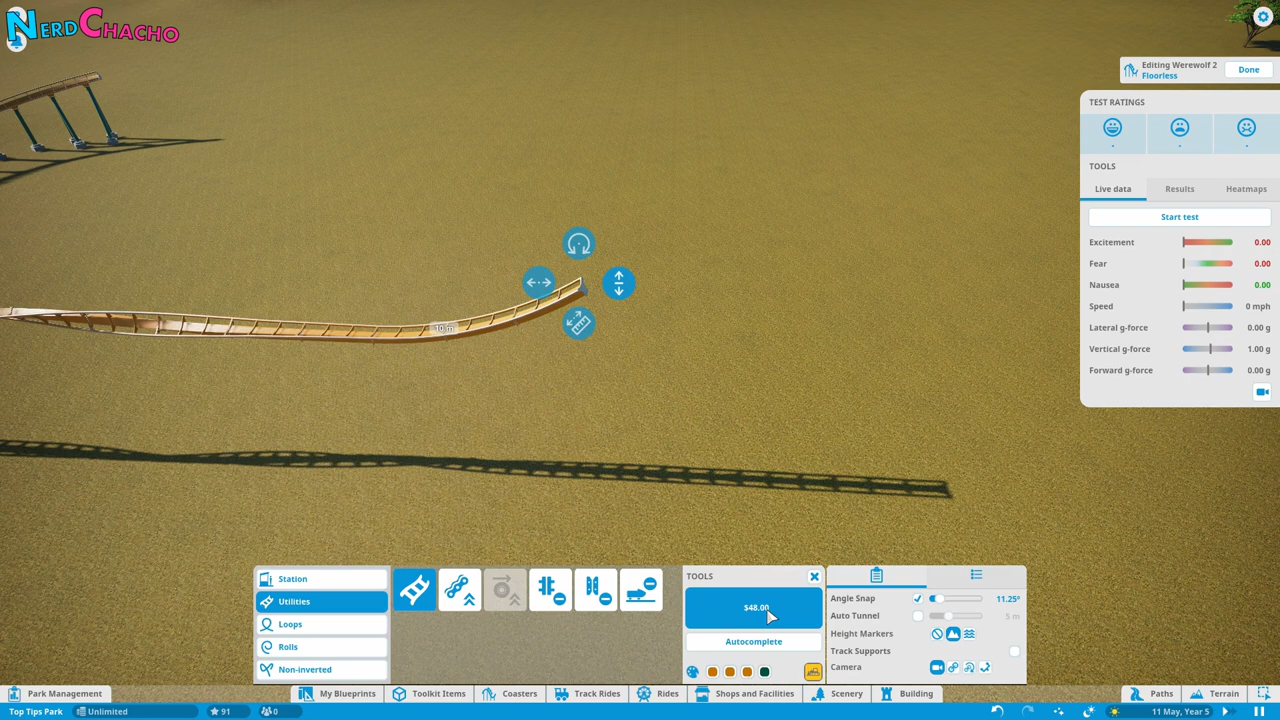 NERDCHACHO
Editing Werewolf 2
Floorless
Done
TEST RATINGS
- - -
TOOLS
Live data Results Heatmaps
Start test
Excitement 0.00
Fear 0.00
Nausea 0.00
Speed 0 mph
Lateral g-force 0.00 g
Vertical g-force 1.00 g
Forward g-force 0.00 g
10 m
Station
Utilities
Loops
Rolls
Non-inverted
TOOLS
$48.00
Autocomplete
Angle Snap 11.25°
Auto Tunnel 5 m
Height Markers
Track Supports
Camera
Park Management My Blueprints Toolkit Items Coasters Track Rides Rides Shops and Facilities Scenery Building Paths Terrain
Top Tips Park Unlimited 91 0 11 May, Year 5